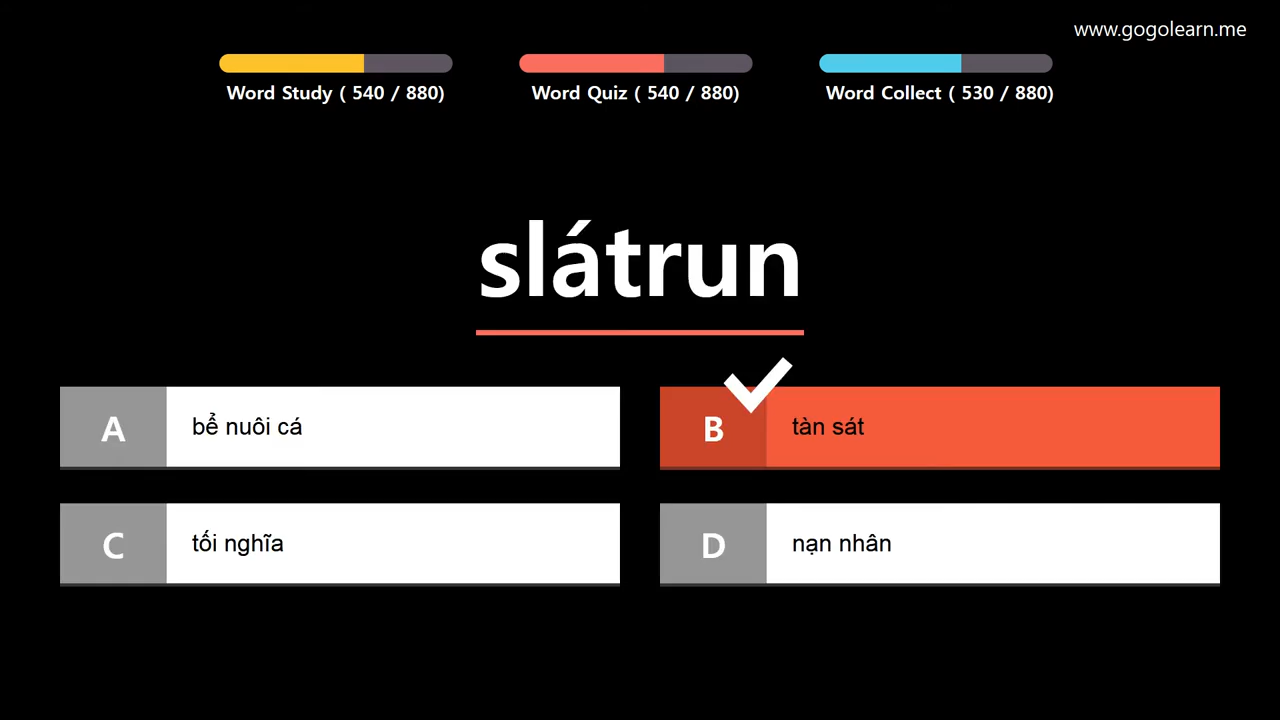 www.gogolearn.me
Word Study ( 540 / 880)
Word Quiz ( 540 / 880)
Word Collect ( 530 / 880)
slátrun
A bể nuôi cá
B tàn sát
C tối nghĩa
D nạn nhân